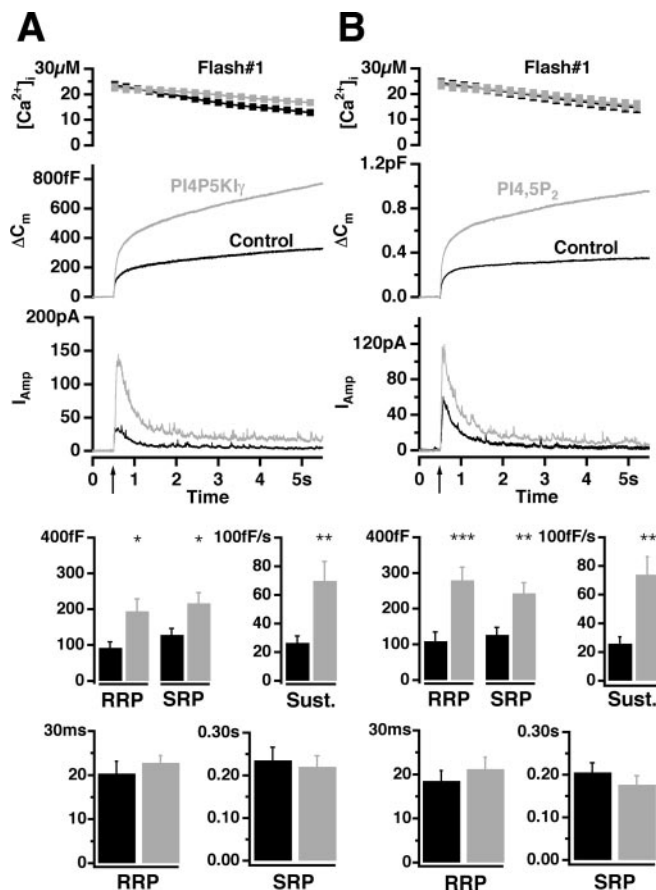 A B
Flash#1 Flash#1
30µM 30µM
20 20
10 10
0 0
[Ca2+]i [Ca2+]i
800fF 1.2pF
PI4P5KIγ PI4,5P2
600 0.8
400
Control Control
200 0.4
0 0.0
ΔCm ΔCm
200pA
150 120pA
100 80
50 40
0 0
IAmp IAmp
0 1 2 3 4 5s 0 1 2 3 4 5s
Time Time
400fF 100fF/s 400fF 100fF/s
* * ** *** ** **
300 80 300 80
200 60 200 60
40 40
100 20 100 20
0 0 0 0
RRP SRP Sust. RRP SRP Sust.
30ms 0.30s 30ms 0.30s
20 0.20 20 0.20
10 0.10 10 0.10
0 0.00 0 0.00
RRP SRP RRP SRP